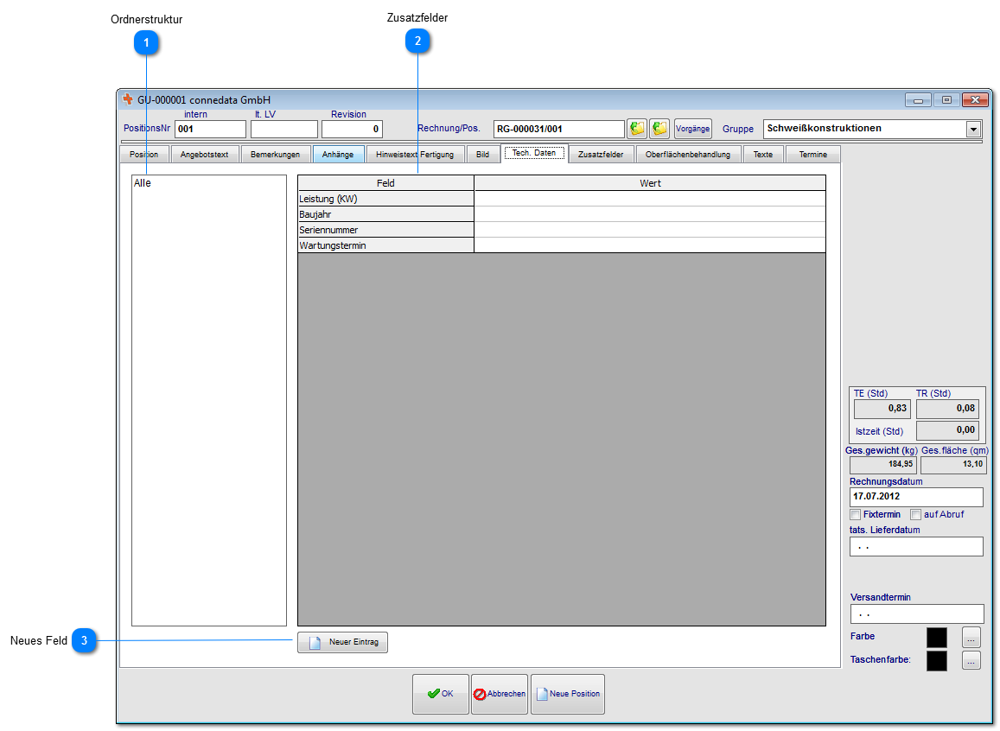 Ordnerstruktur
Zusatzfelder
1
2
GU-000001 connedata GmbH
intern lt. LV Revision
PositionsNr 001 0 Rechnung/Pos. RG-000031/001 Vorgänge Gruppe Schweißkonstruktionen
Position Angebotstext Bemerkungen Anhänge Hinweistext Fertigung Bild Tech. Daten Zusatzfelder Oberflächenbehandlung Texte Termine
Alle
Feld Wert
Leistung (KW)
Baujahr
Seriennummer
Wartungstermin
TE (Std) TR (Std)
0,83 0,08
Istzeit (Std) 0,00
Ges.gewicht (kg) Ges.fläche (qm)
184,95 13,10
Rechnungsdatum
17.07.2012
Fixtermin auf Abruf
tats. Lieferdatum
. .
Versandtermin
. .
Farbe ...
Taschenfarbe: ...
Neues Feld 3
Neuer Eintrag
OK Abbrechen Neue Position